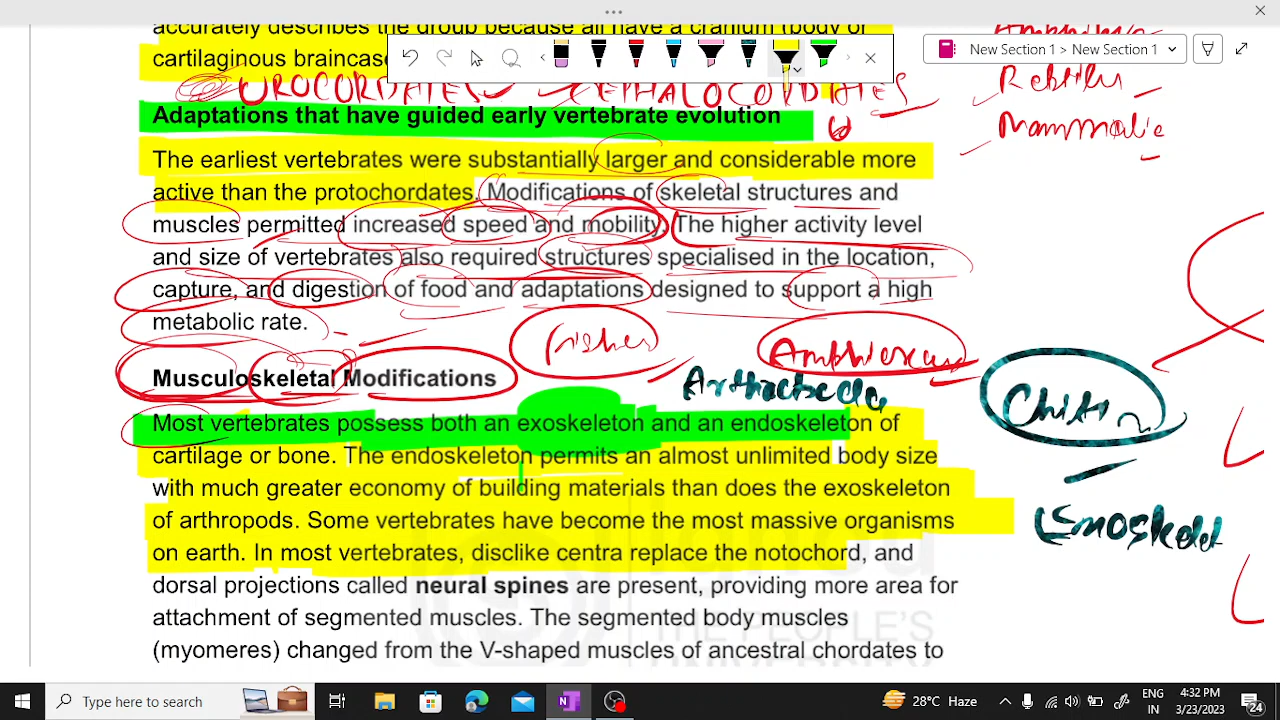 accurately describes the group because all have a cranium (body or
cartilaginous braincase
New Section 1 > New Section 1
UROCORDATES CEPHALOCORDATES
Reptiles
Mammalie
Adaptations that have guided early vertebrate evolution
The earliest vertebrates were substantially larger and considerable more
active than the protochordates. Modifications of skeletal structures and
muscles permitted increased speed and mobility. The higher activity level
and size of vertebrates also required structures specialised in the location,
capture, and digestion of food and adaptations designed to support a high
metabolic rate.
Fishes
Amphioxus
Musculoskeletal Modifications
Chitin
Most vertebrates possess both an exoskeleton and an endoskeleton of
cartilage or bone. The endoskeleton permits an almost unlimited body size
with much greater economy of building materials than does the exoskeleton
of arthropods. Some vertebrates have become the most massive organisms
on earth. In most vertebrates, disclike centra replace the notochord, and
dorsal projections called neural spines are present, providing more area for
attachment of segmented muscles. The segmented body muscles
(myomeres) changed from the V-shaped muscles of ancestral chordates to
THE PEOPLE'S
Type here to search
28°C Haze
ENG
IN
4:32 PM
3/23/2023
24